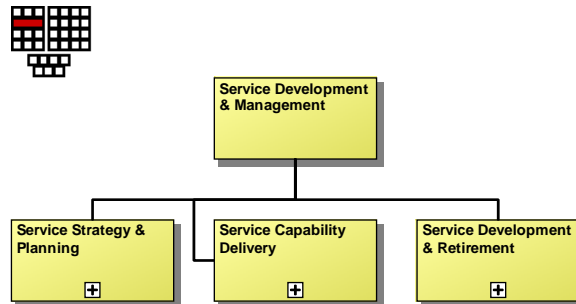 Service Development
& Management
Service Strategy &
Planning
Service Capability
Delivery
Service Development
& Retirement